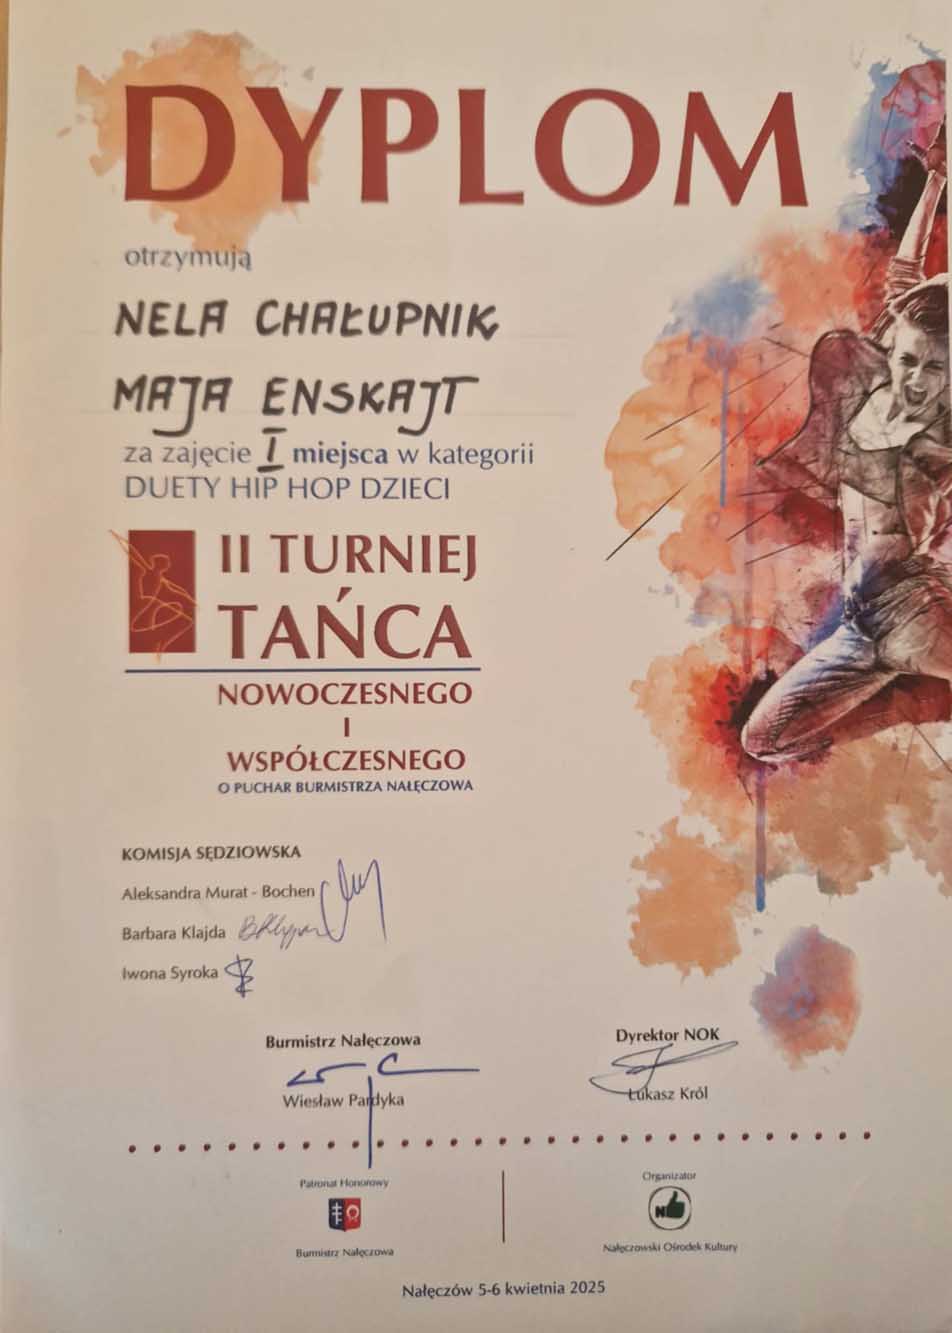 DYPLOM
otrzymują
NELA CHAŁUPNIK
MAJA ENSKAJT
za zajęcie I miejsca w kategorii
DUETY HIP HOP DZIECI
II TURNIEJ
TAŃCA
NOWOCZESNEGO
I
WSPÓŁCZESNEGO
O PUCHAR BURMISTRZA NAŁĘCZOWA
KOMISJA SĘDZIOWSKA
Aleksandra Murat - Bochen
Barbara Klajda
Iwona Syroka
Burmistrz Nałęczowa
Wiesław Pardyka
Dyrektor NOK
Łukasz Król
Patronat Honorowy
Burmistrz Nałęczowa
Organizator
N
Nałęczowski Ośrodek Kultury
Nałęczów 5-6 kwietnia 2025